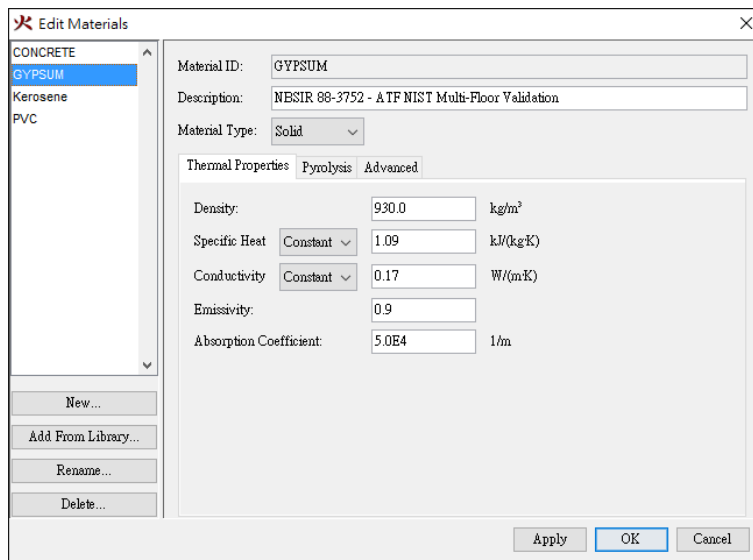 Edit Materials
CONCRETE
GYPSUM
Kerosene
PVC
New...
Add From Library...
Rename...
Delete...
Material ID: GYPSUM
Description: NBSIR 88-3752 - ATF NIST Multi-Floor Validation
Material Type: Solid
Thermal Properties Pyrolysis Advanced
Density: 930.0 kg/m³
Specific Heat Constant 1.09 kJ/(kg·K)
Conductivity Constant 0.17 W/(m·K)
Emissivity: 0.9
Absorption Coefficient: 5.0E4 1/m
Apply OK Cancel